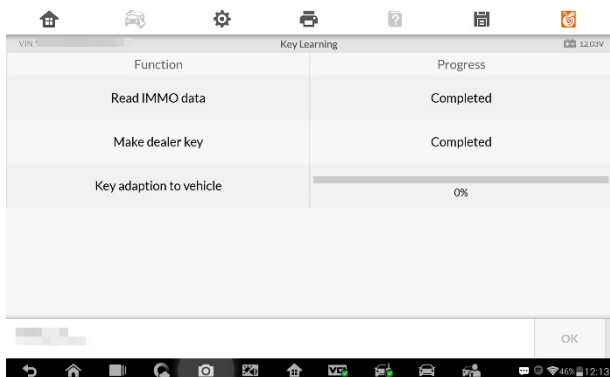 VIN:
Key Learning
12.03V
Function
Progress
Read IMMO data
Completed
Make dealer key
Completed
Key adaption to vehicle
0%
OK
VCI
46%
12:13